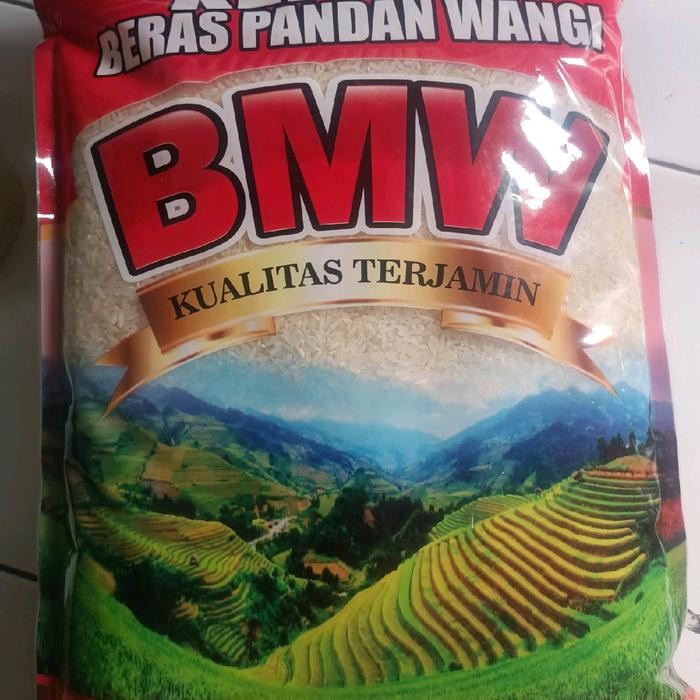 BERAS PANDAN WANGI
BMW
KUALITAS TERJAMIN